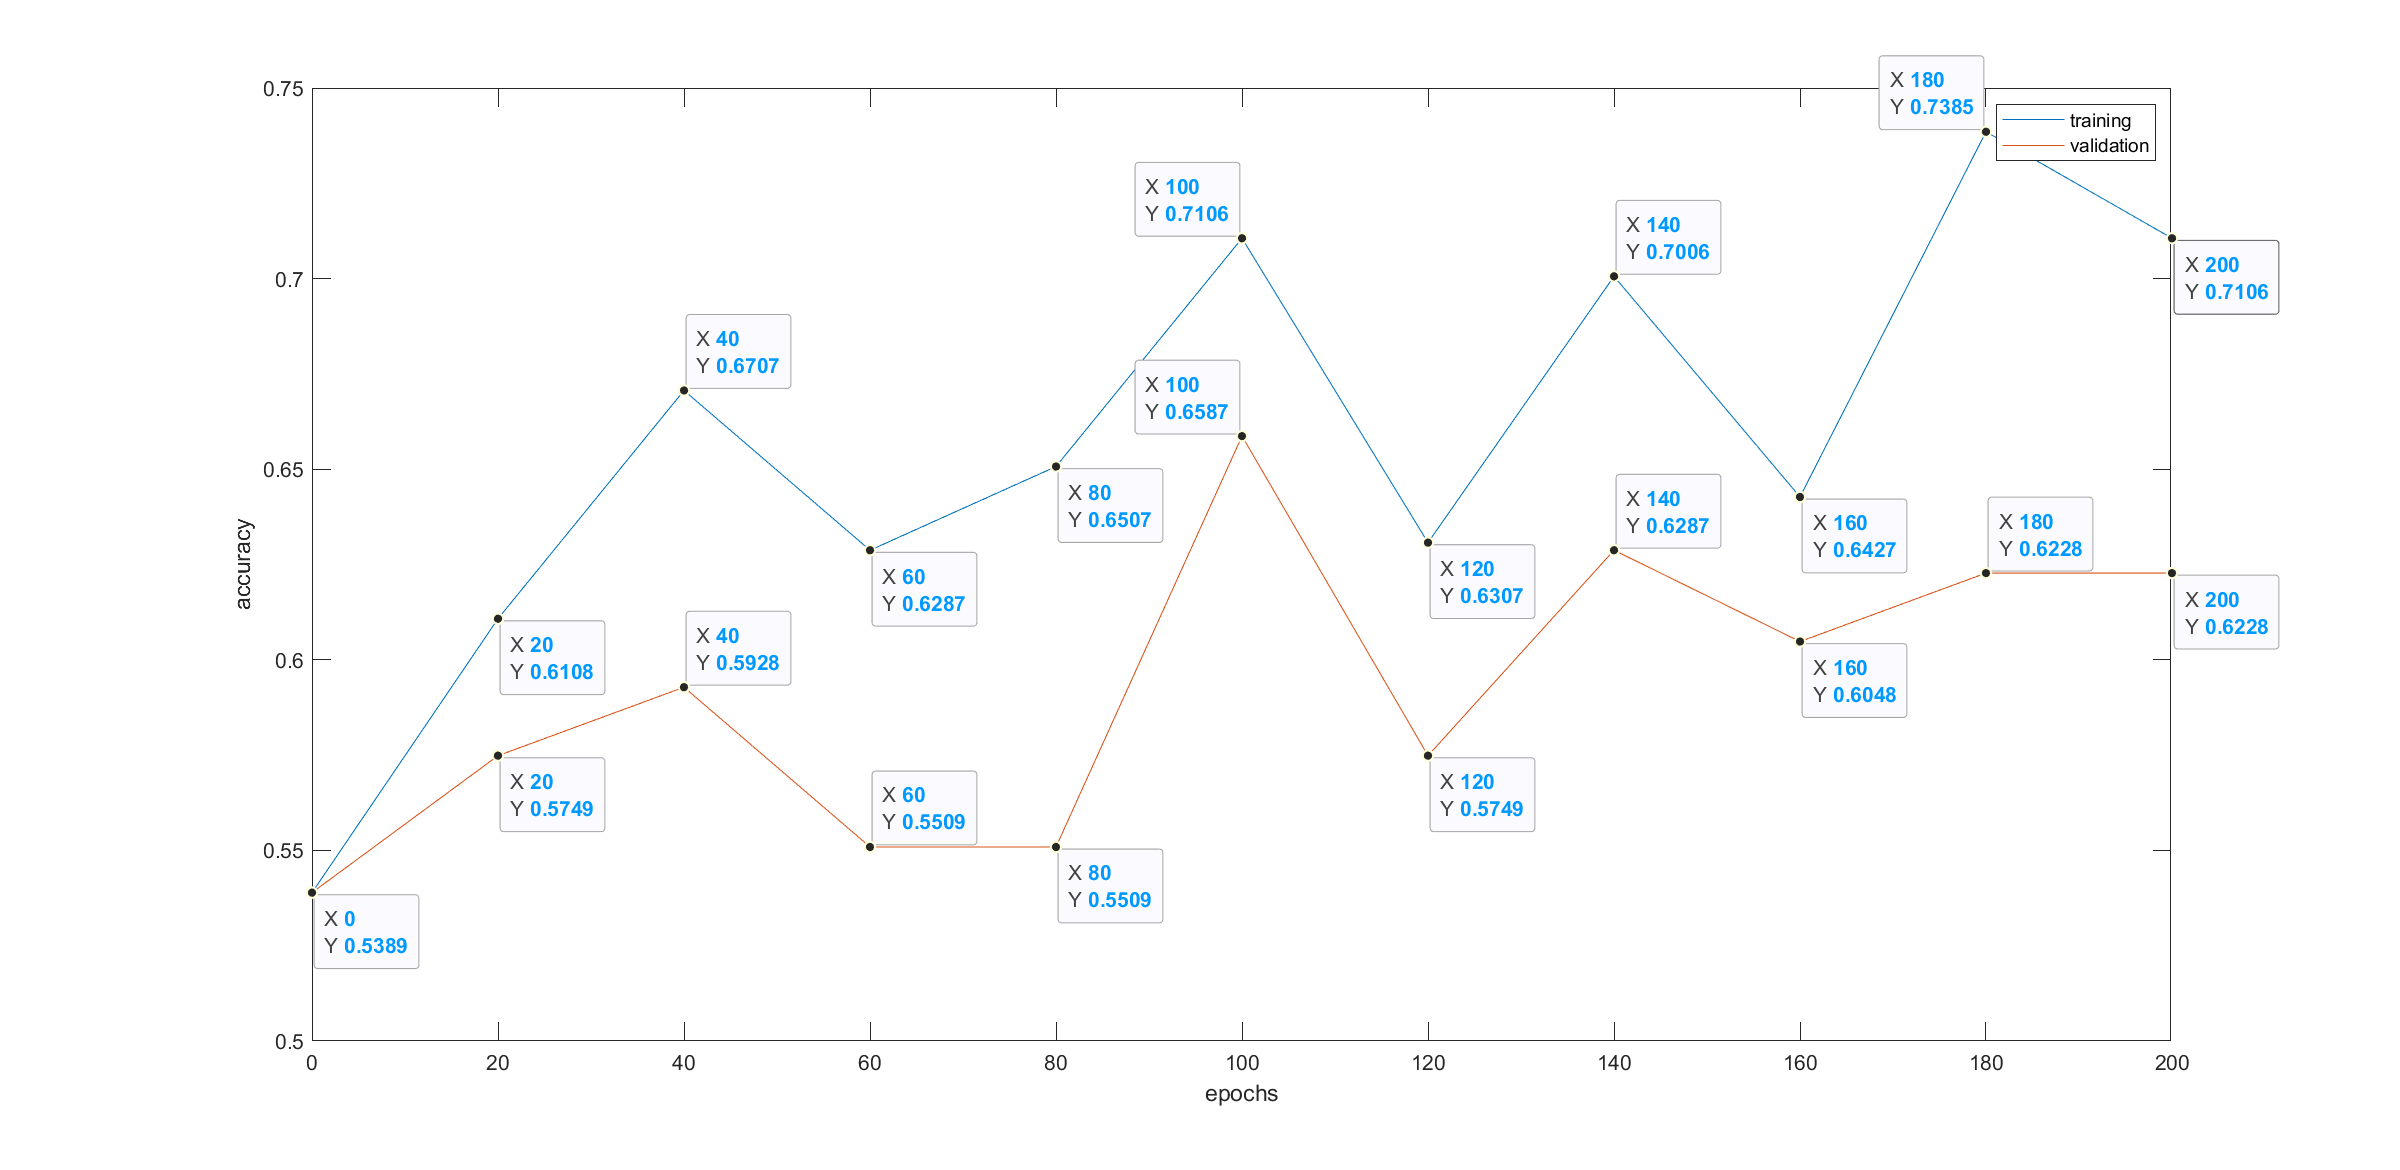 0.75
0.7
0.65
0.6
0.55
0.5
accuracy
0
20
40
60
80
100
120
140
160
180
200
epochs
training
validation
X 0
Y 0.5389
X 20
Y 0.6108
X 20
Y 0.5749
X 40
Y 0.6707
X 40
Y 0.5928
X 60
Y 0.6287
X 60
Y 0.5509
X 80
Y 0.6507
X 80
Y 0.5509
X 100
Y 0.7106
X 100
Y 0.6587
X 120
Y 0.6307
X 120
Y 0.5749
X 140
Y 0.7006
X 140
Y 0.6287
X 160
Y 0.6427
X 160
Y 0.6048
X 180
Y 0.7385
X 180
Y 0.6228
X 200
Y 0.7106
X 200
Y 0.6228